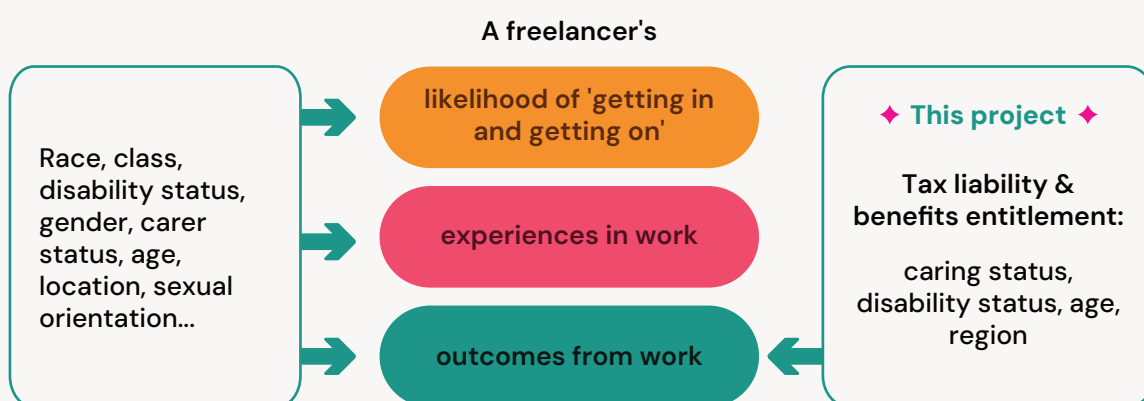 A freelancer's
Race, class,
disability status,
gender, carer
status, age,
location, sexual
orientation...
likelihood of 'getting in
and getting on'
experiences in work
outcomes from work
This project
Tax liability &
benefits entitlement:
caring status,
disability status, age,
region